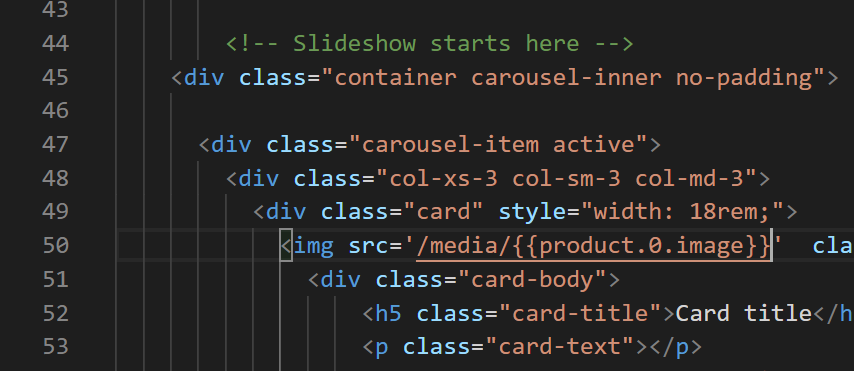 43
44 <!-- Slideshow starts here -->
45 <div class="container carousel-inner no-padding">
46
47 <div class="carousel-item active">
48 <div class="col-xs-3 col-sm-3 col-md-3">
49 <div class="card" style="width: 18rem;">
50 <img src='/media/{{product.0.image}}'  cla
51 <div class="card-body">
52 <h5 class="card-title">Card title</h
53 <p class="card-text"></p>